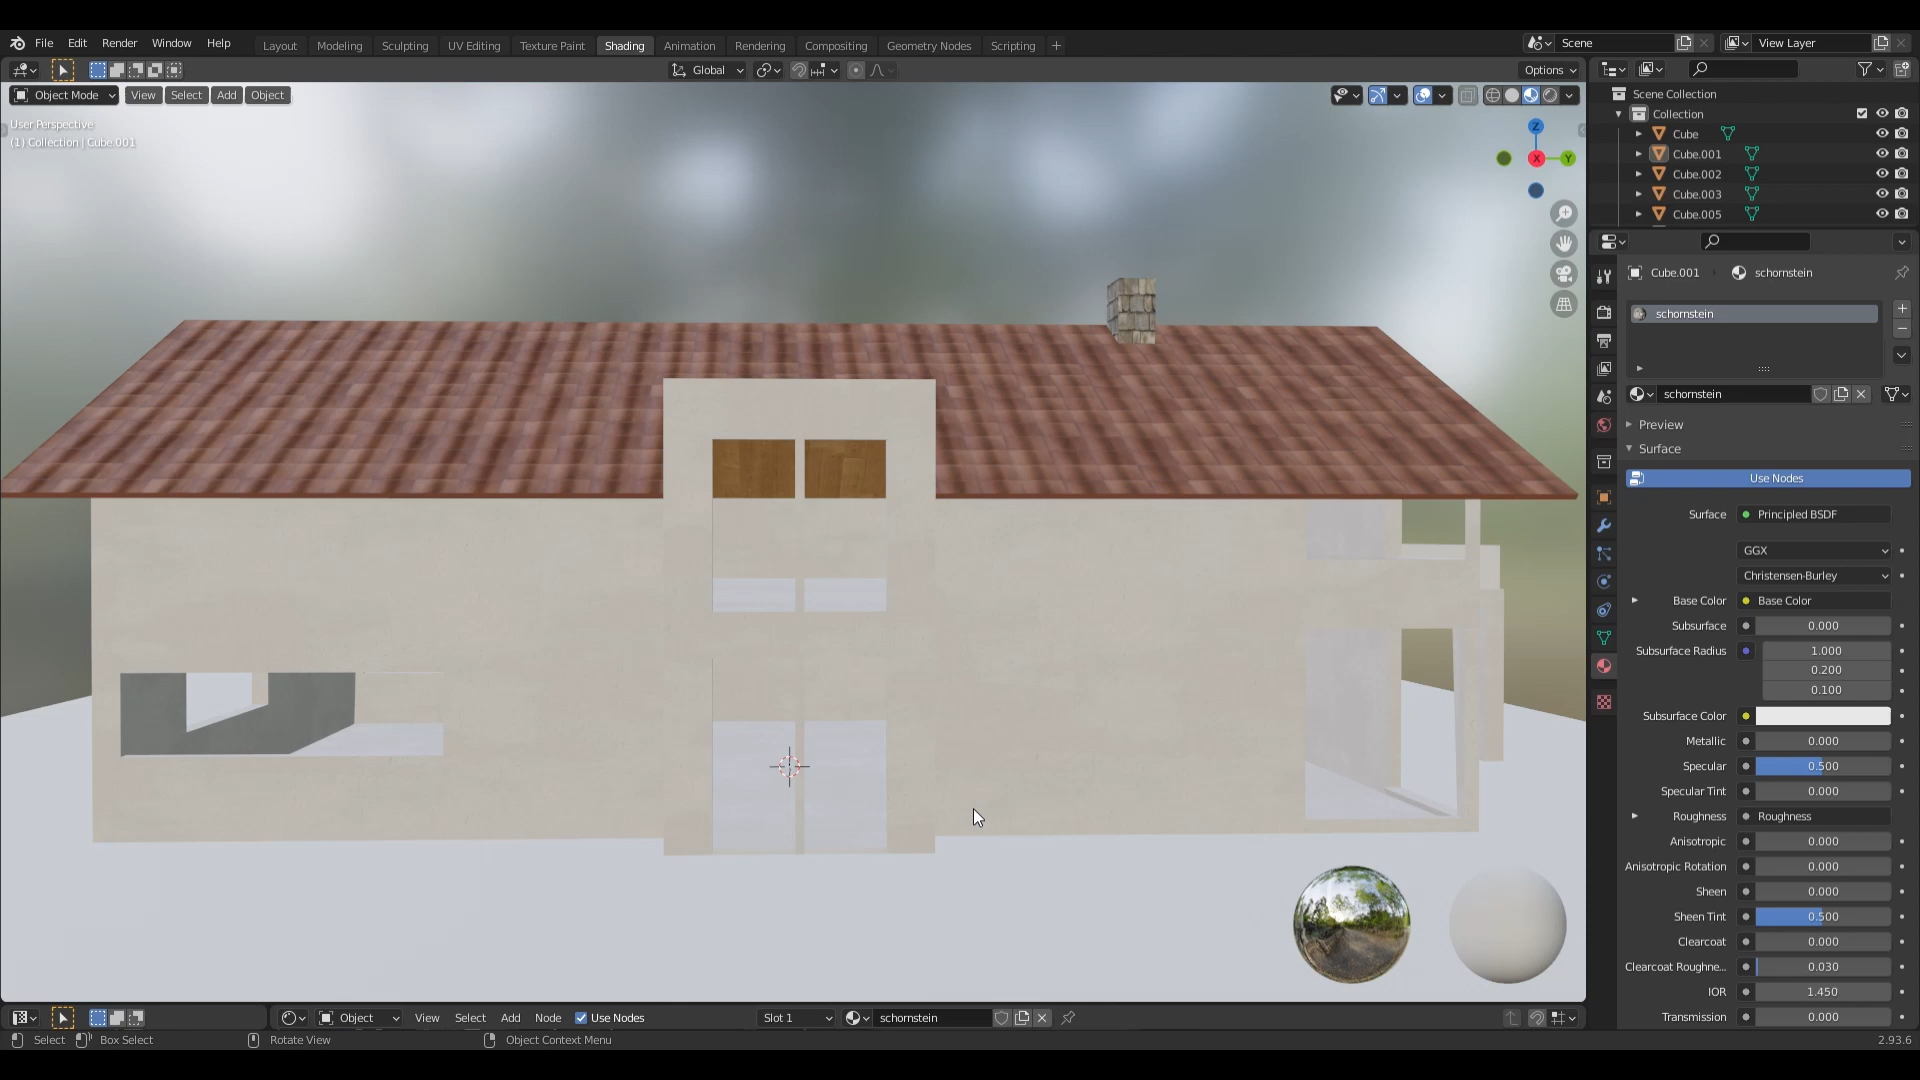 File Edit Render Window Help
Layout Modeling Sculpting UV Editing Texture Paint Shading Animation Rendering Compositing Geometry Nodes Scripting +
Scene
View Layer
Global
Options
Object Mode View Select Add Object
User Perspective
(1) Collection | Cube.001
Z
X
Y
Scene Collection
Collection
Cube
Cube.001
Cube.002
Cube.003
Cube.005
Cube.001 schornstein
schornstein
schornstein
Preview
Surface
Use Nodes
Surface Principled BSDF
GGX
Christensen-Burley
Base Color Base Color
Subsurface 0.000
Subsurface Radius 1.000
0.200
0.100
Subsurface Color
Metallic 0.000
Specular 0.500
Specular Tint 0.000
Roughness Roughness
Anisotropic 0.000
Anisotropic Rotation 0.000
Sheen 0.000
Sheen Tint 0.500
Clearcoat 0.000
Clearcoat Roughne... 0.030
IOR 1.450
Transmission 0.000
Object View Select Add Node Use Nodes Slot 1 schornstein
Select Box Select Rotate View Object Context Menu 2.93.6